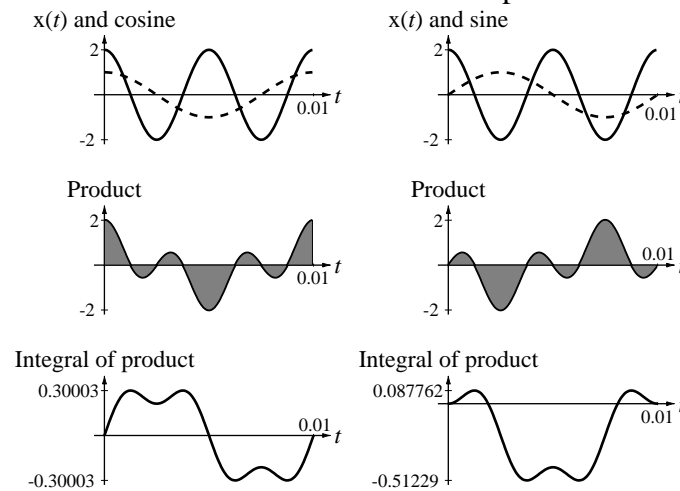 x(t) and cosine
2
-2
0.01
t
x(t) and sine
2
-2
0.01
Product
2
-2
0.01
t
Product
2
-2
0.01
Integral of product
0.30003
-0.30003
0.01
t
Integral of product
0.087762
-0.51229
0.01